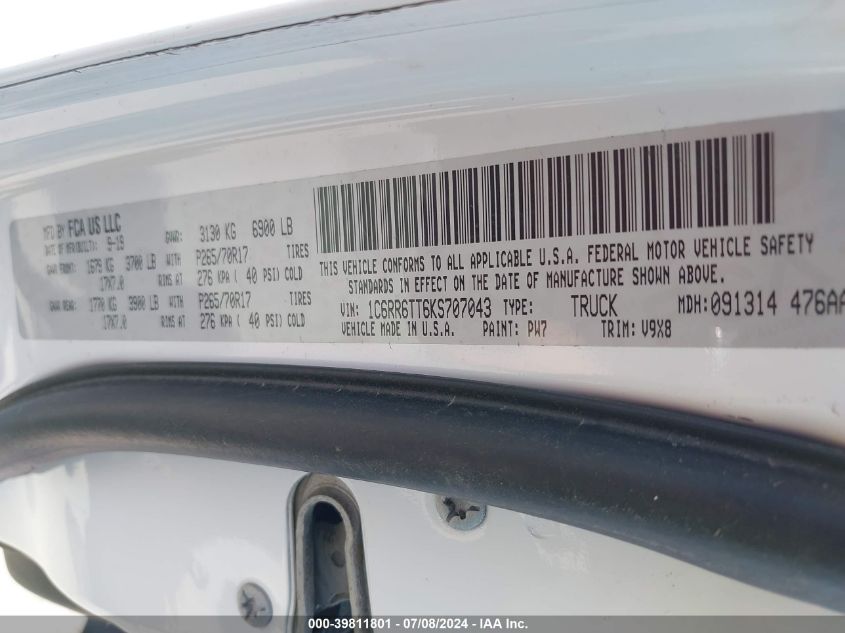 MFD BY FCA US LLC
DATE OF MFR(BUILT): 9-19 GVWR: 3130 KG 6900 LB
GAWR FRONT: 1679 KG 3700 LB WITH P265/70R17 TIRES
17X7.0 RIMS AT 276 KPA ( 40 PSI) COLD
GAWR REAR: 1770 KG 3900 LB WITH P265/70R17 TIRES
17X7.0 RIMS AT 276 KPA ( 40 PSI) COLD
THIS VEHICLE CONFORMS TO ALL APPLICABLE U.S.A. FEDERAL MOTOR VEHICLE SAFETY
STANDARDS IN EFFECT ON THE DATE OF MANUFACTURE SHOWN ABOVE.
VIN: 1C6RR6TT6KS707043 TYPE: TRUCK MDH:091314 476AA
VEHICLE MADE IN U.S.A. PAINT: PW7 TRIM: V9X8
000-39811801 - 07/08/2024 - IAA Inc.